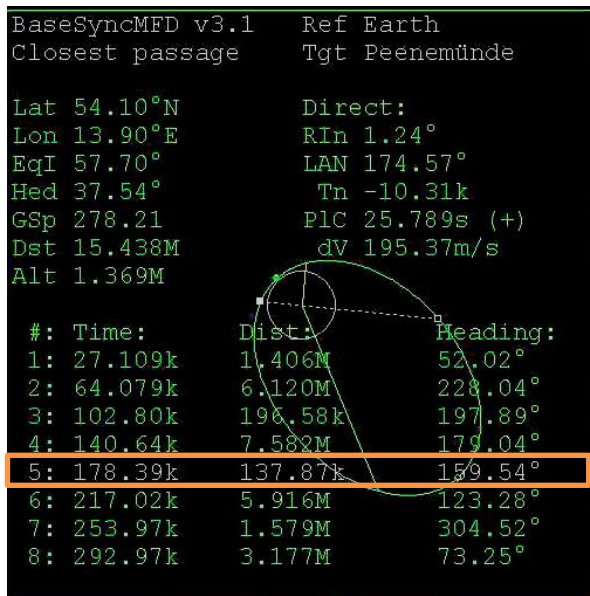 BaseSyncMFD v3.1 Ref Earth
Closest passage Tgt Peenemünde
Lat 54.10°N Direct:
Lon 13.90°E RIn 1.24°
EqI 57.70° LAN 174.57°
Hed 37.54° Tn -10.31k
GSp 278.21 PlC 25.789s (+)
Dst 15.438M dV 195.37m/s
Alt 1.369M
#: Time: Dist: Heading:
1: 27.109k 1.406M 52.02°
2: 64.079k 6.120M 228.04°
3: 102.80k 196.58k 197.89°
4: 140.64k 7.582M 179.04°
5: 178.39k 137.87k 159.54°
6: 217.02k 5.916M 123.28°
7: 253.97k 1.579M 304.52°
8: 292.97k 3.177M 73.25°